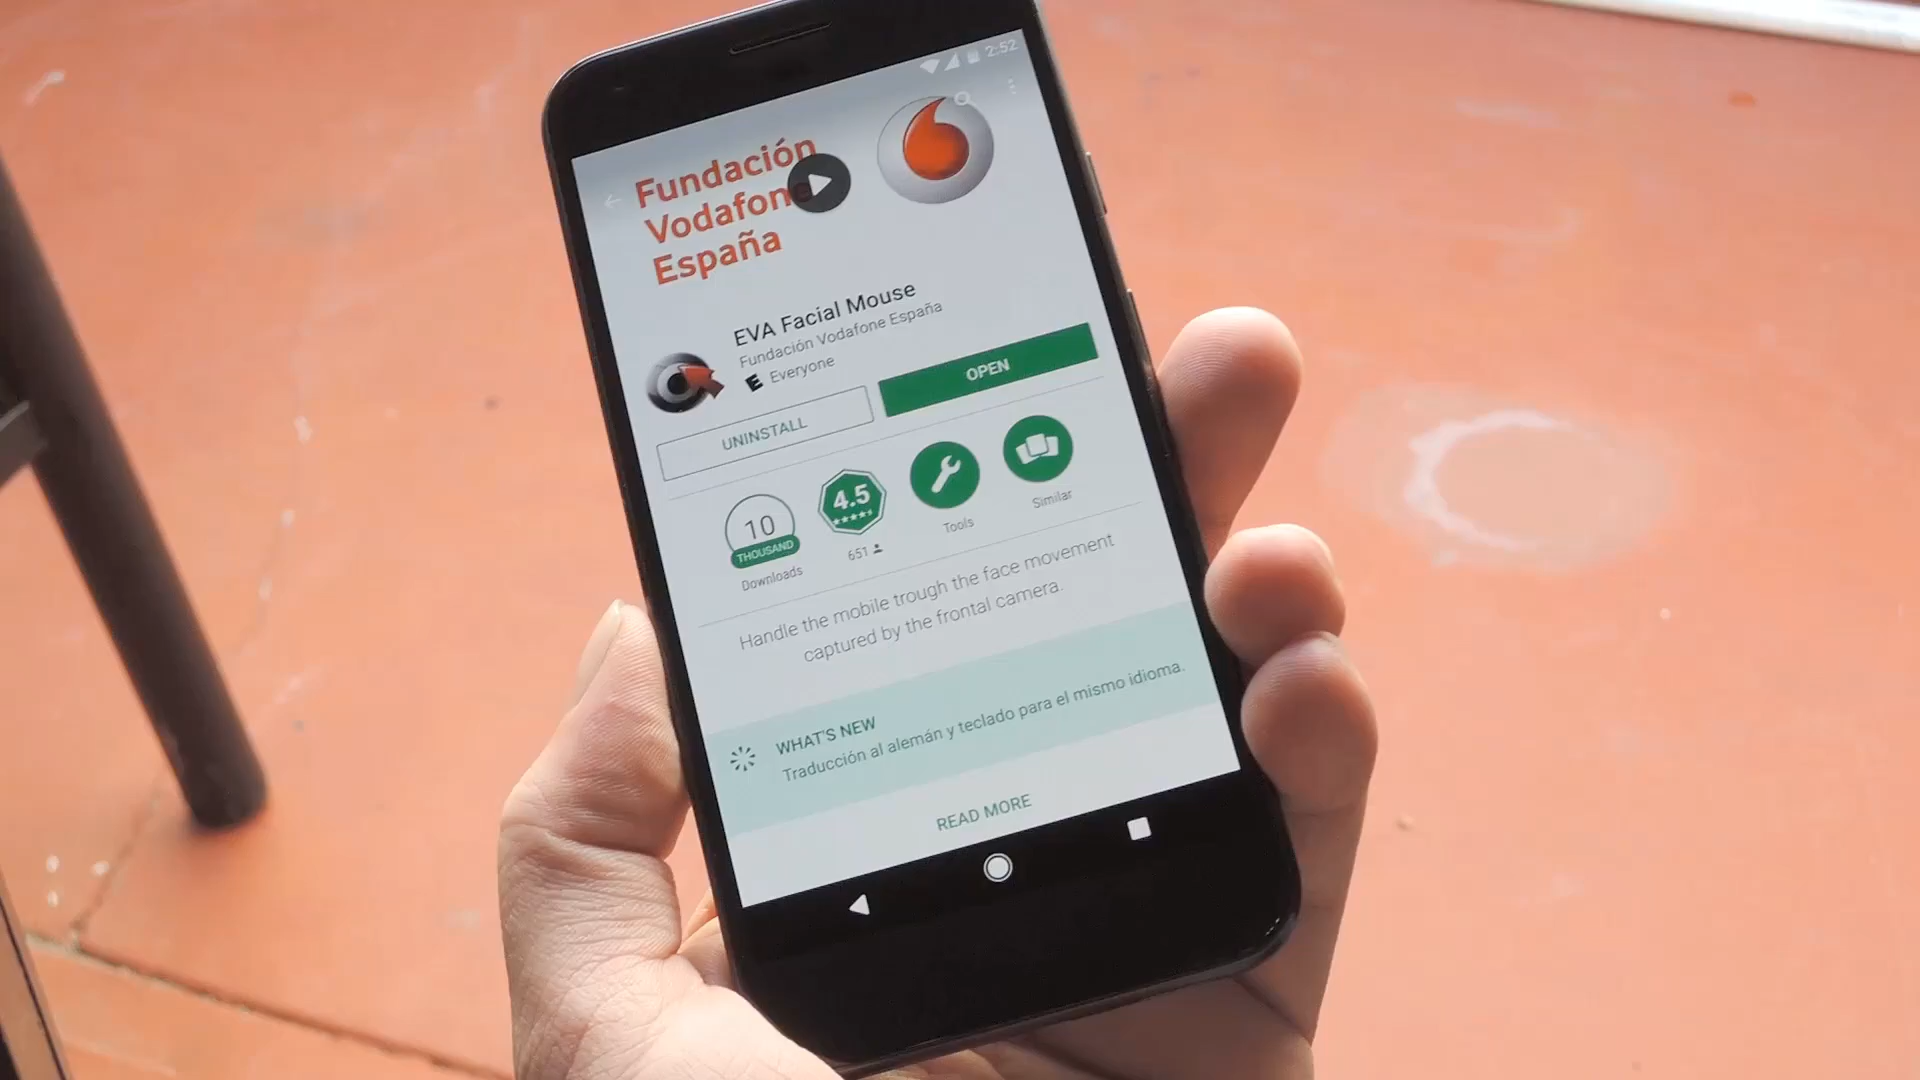 2:52
Fundación
Vodafone
España
EVA Facial Mouse
Fundación Vodafone España
E Everyone
UNINSTALL
OPEN
10
THOUSAND
Downloads
4.5
651
Tools
Similar
Handle the mobile trough the face movement
captured by the frontal camera.
WHAT'S NEW
Traducción al alemán y teclado para el mismo idioma.
READ MORE